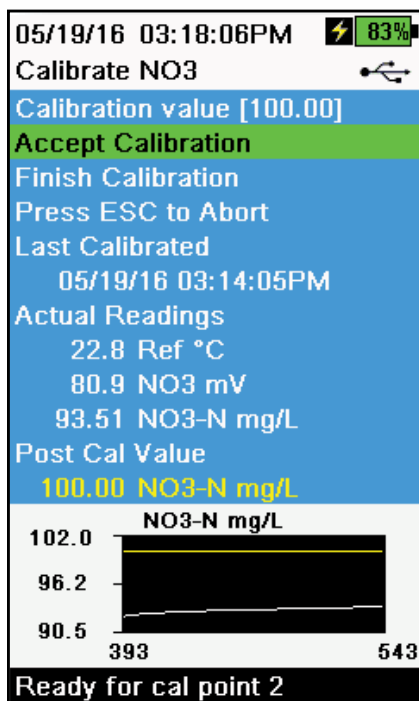 05/19/16 03:18:06PM 83%
Calibrate NO3
Calibration value [100.00]
Accept Calibration
Finish Calibration
Press ESC to Abort
Last Calibrated
05/19/16 03:14:05PM
Actual Readings
22.8 Ref °C
80.9 NO3 mV
93.51 NO3-N mg/L
Post Cal Value
100.00 NO3-N mg/L
NO3-N mg/L
102.0
96.2
90.5
393 543
Ready for cal point 2